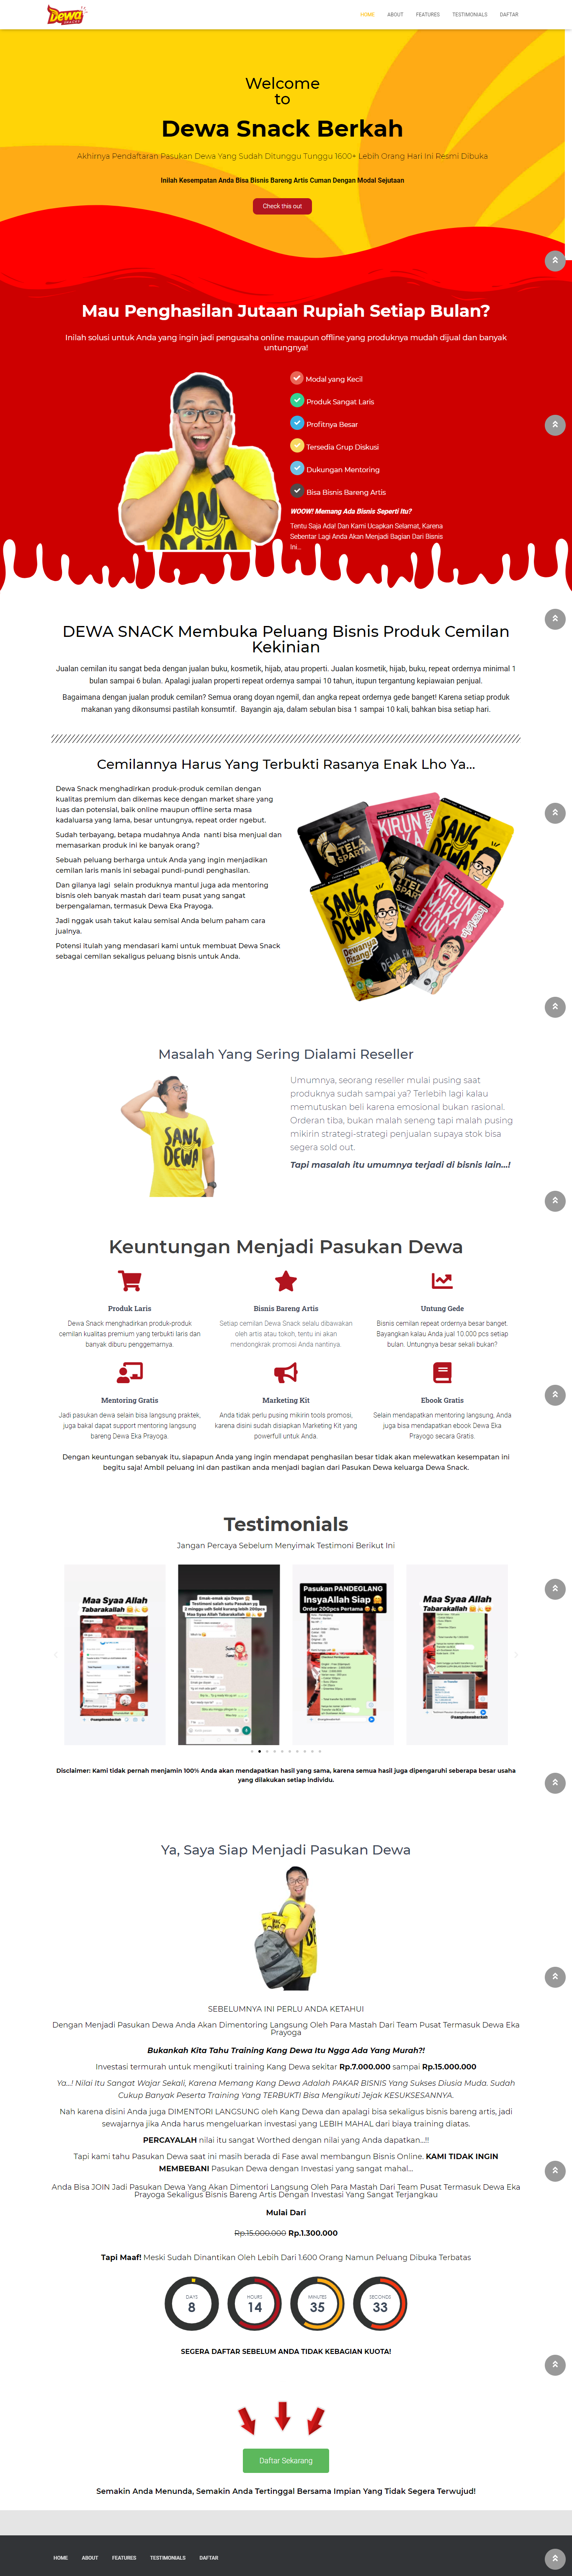 Dewa
SNACK
HOME
ABOUT
FEATURES
TESTIMONIALS
DAFTAR
Welcome
to
Dewa Snack Berkah
Akhirnya Pendaftaran Pasukan Dewa Yang Sudah Ditunggu Tunggu 1600+ Lebih Orang Hari Ini Resmi Dibuka
Inilah Kesempatan Anda Bisa Bisnis Bareng Artis Cuman Dengan Modal Sejutaan
Check this out
Mau Penghasilan Jutaan Rupiah Setiap Bulan?
Inilah solusi untuk Anda yang ingin jadi pengusaha online maupun offline yang produknya mudah dijual dan banyak
untungnya!
Modal yang Kecil
Produk Sangat Laris
Profitnya Besar
Tersedia Grup Diskusi
Dukungan Mentoring
Bisa Bisnis Bareng Artis
WOOW! Memang Ada Bisnis Seperti Itu?
Tentu Saja Ada! Dan Kami Ucapkan Selamat, Karena
Sebentar Lagi Anda Akan Menjadi Bagian Dari Bisnis
Ini...
DEWA SNACK Membuka Peluang Bisnis Produk Cemilan
Kekinian
Jualan cemilan itu sangat beda dengan jualan buku, kosmetik, hijab, atau properti. Jualan kosmetik, hijab, buku, repeat ordernya minimal 1
bulan sampai 6 bulan. Apalagi jualan properti repeat ordernya sampai 10 tahun, itupun tergantung kepiawaian penjual.
Bagaimana dengan jualan produk cemilan? Semua orang doyan ngemil, dan angka repeat ordernya gede banget! Karena setiap produk
makanan yang dikonsumsi pastilah konsumtif. Bayangin aja, dalam sebulan bisa 1 sampai 10 kali, bahkan bisa setiap hari.
Cemilannya Harus Yang Terbukti Rasanya Enak Lho Ya...
Dewa Snack menghadirkan produk-produk cemilan dengan
kualitas premium dan dikemas kece dengan market share yang
luas dan potensial, baik online maupun offline serta masa
kadaluarsa yang lama, besar untungnya, repeat order ngebut.
Sudah terbayang, betapa mudahnya Anda nanti bisa menjual dan
memasarkan produk ini ke banyak orang?
Sebuah peluang berharga untuk Anda yang ingin menjadikan
cemilan laris manis ini sebagai pundi-pundi penghasilan.
Dan gilanya lagi selain produknya mantul juga ada mentoring
bisnis oleh banyak mastah dari team pusat yang sangat
berpengalaman, termasuk Dewa Eka Prayoga.
Jadi nggak usah takut kalau semisal Anda belum paham cara
jualnya.
Potensi itulah yang mendasari kami untuk membuat Dewa Snack
sebagai cemilan sekaligus peluang bisnis untuk Anda.
Masalah Yang Sering Dialami Reseller
SANG
DEWA
Umumnya, seorang reseller mulai pusing saat
produknya sudah sampai ya? Terlebih lagi kalau
memutuskan beli karena emosional bukan rasional.
Orderan tiba, bukan malah seneng tapi malah pusing
mikirin strategi-strategi penjualan supaya stok bisa
segera sold out.
Tapi masalah itu umumnya terjadi di bisnis lain...!
Keuntungan Menjadi Pasukan Dewa
Produk Laris
Dewa Snack menghadirkan produk-produk
cemilan kualitas premium yang terbukti laris dan
banyak diburu penggemarnya.
Bisnis Bareng Artis
Setiap cemilan Dewa Snack selalu dibawakan
oleh artis atau tokoh, tentu ini akan
mendongkrak promosi Anda nantinya.
Untung Gede
Bisnis cemilan repeat ordernya besar banget.
Bayangkan kalau Anda jual 10.000 pcs setiap
bulan. Untungnya besar sekali bukan?
Mentoring Gratis
Jadi pasukan dewa selain bisa langsung praktek,
juga bakal dapat support mentoring langsung
bareng Dewa Eka Prayoga.
Marketing Kit
Anda tidak perlu pusing mikirin tools promosi,
karena disini sudah disiapkan Marketing Kit yang
powerfull untuk Anda.
Ebook Gratis
Selain mendapatkan mentoring langsung, Anda
juga bisa mendapatkan ebook Dewa Eka
Prayogo secara Gratis.
Dengan keuntungan sebanyak itu, siapapun Anda yang ingin mendapat penghasilan besar tidak akan melewatkan kesempatan ini
begitu saja! Ambil peluang ini dan pastikan anda menjadi bagian dari Pasukan Dewa keluarga Dewa Snack.
Testimonials
Jangan Percaya Sebelum Menyimak Testimoni Berikut Ini
Maa Syaa Allah
Tabarakallah
Pasukan PANDEGLANG
InsyaAllah Siap
Order 200pcs Pertama
Maa Syaa Allah
Tabarakallah
Disclaimer: Kami tidak pernah menjamin 100% Anda akan mendapatkan hasil yang sama, karena semua hasil juga dipengaruhi seberapa besar usaha
yang dilakukan setiap individu.
Ya, Saya Siap Menjadi Pasukan Dewa
SEBELUMNYA INI PERLU ANDA KETAHUI
Dengan Menjadi Pasukan Dewa Anda Akan Dimentoring Langsung Oleh Para Mastah Dari Team Pusat Termasuk Dewa Eka
Prayoga
Bukankah Kita Tahu Training Kang Dewa Itu Ngga Ada Yang Murah?!
Investasi termurah untuk mengikuti training Kang Dewa sekitar Rp.7.000.000 sampai Rp.15.000.000
Ya...! Nilai Itu Sangat Wajar Sekali, Karena Memang Kang Dewa Adalah PAKAR BISNIS Yang Sukses Diusia Muda. Sudah
Cukup Banyak Peserta Training Yang TERBUKTI Bisa Mengikuti Jejak KESUKSESANNYA.
Nah karena disini Anda juga DIMENTORI LANGSUNG oleh Kang Dewa dan apalagi bisa sekaligus bisnis bareng artis, jadi
sewajarnya jika Anda harus mengeluarkan investasi yang LEBIH MAHAL dari biaya training diatas.
PERCAYALAH nilai itu sangat Worthed dengan nilai yang Anda dapatkan...!!
Tapi kami tahu Pasukan Dewa saat ini masih berada di Fase awal membangun Bisnis Online. KAMI TIDAK INGIN
MEMBEBANI Pasukan Dewa dengan Investasi yang sangat mahal...
Anda Bisa JOIN Jadi Pasukan Dewa Yang Akan Dimentori Langsung Oleh Para Mastah Dari Team Pusat Termasuk Dewa Eka
Prayoga Sekaligus Bisnis Bareng Artis Dengan Investasi Yang Sangat Terjangkau
Mulai Dari
Rp.15.000.000 Rp.1.300.000
Tapi Maaf! Meski Sudah Dinantikan Oleh Lebih Dari 1.600 Orang Namun Peluang Dibuka Terbatas
DAYS
8
HOURS
14
MINUTES
35
SECONDS
33
SEGERA DAFTAR SEBELUM ANDA TIDAK KEBAGIAN KUOTA!
Daftar Sekarang
Semakin Anda Menunda, Semakin Anda Tertinggal Bersama Impian Yang Tidak Segera Terwujud!
HOME
ABOUT
FEATURES
TESTIMONIALS
DAFTAR